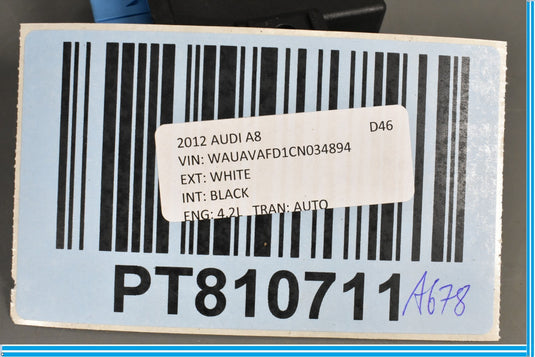 2012 AUDI A8 D46
VIN: WAUAVAFD1CN034894
EXT: WHITE
INT: BLACK
ENG: 4.2L TRAN: AUTO
PT810711 A678